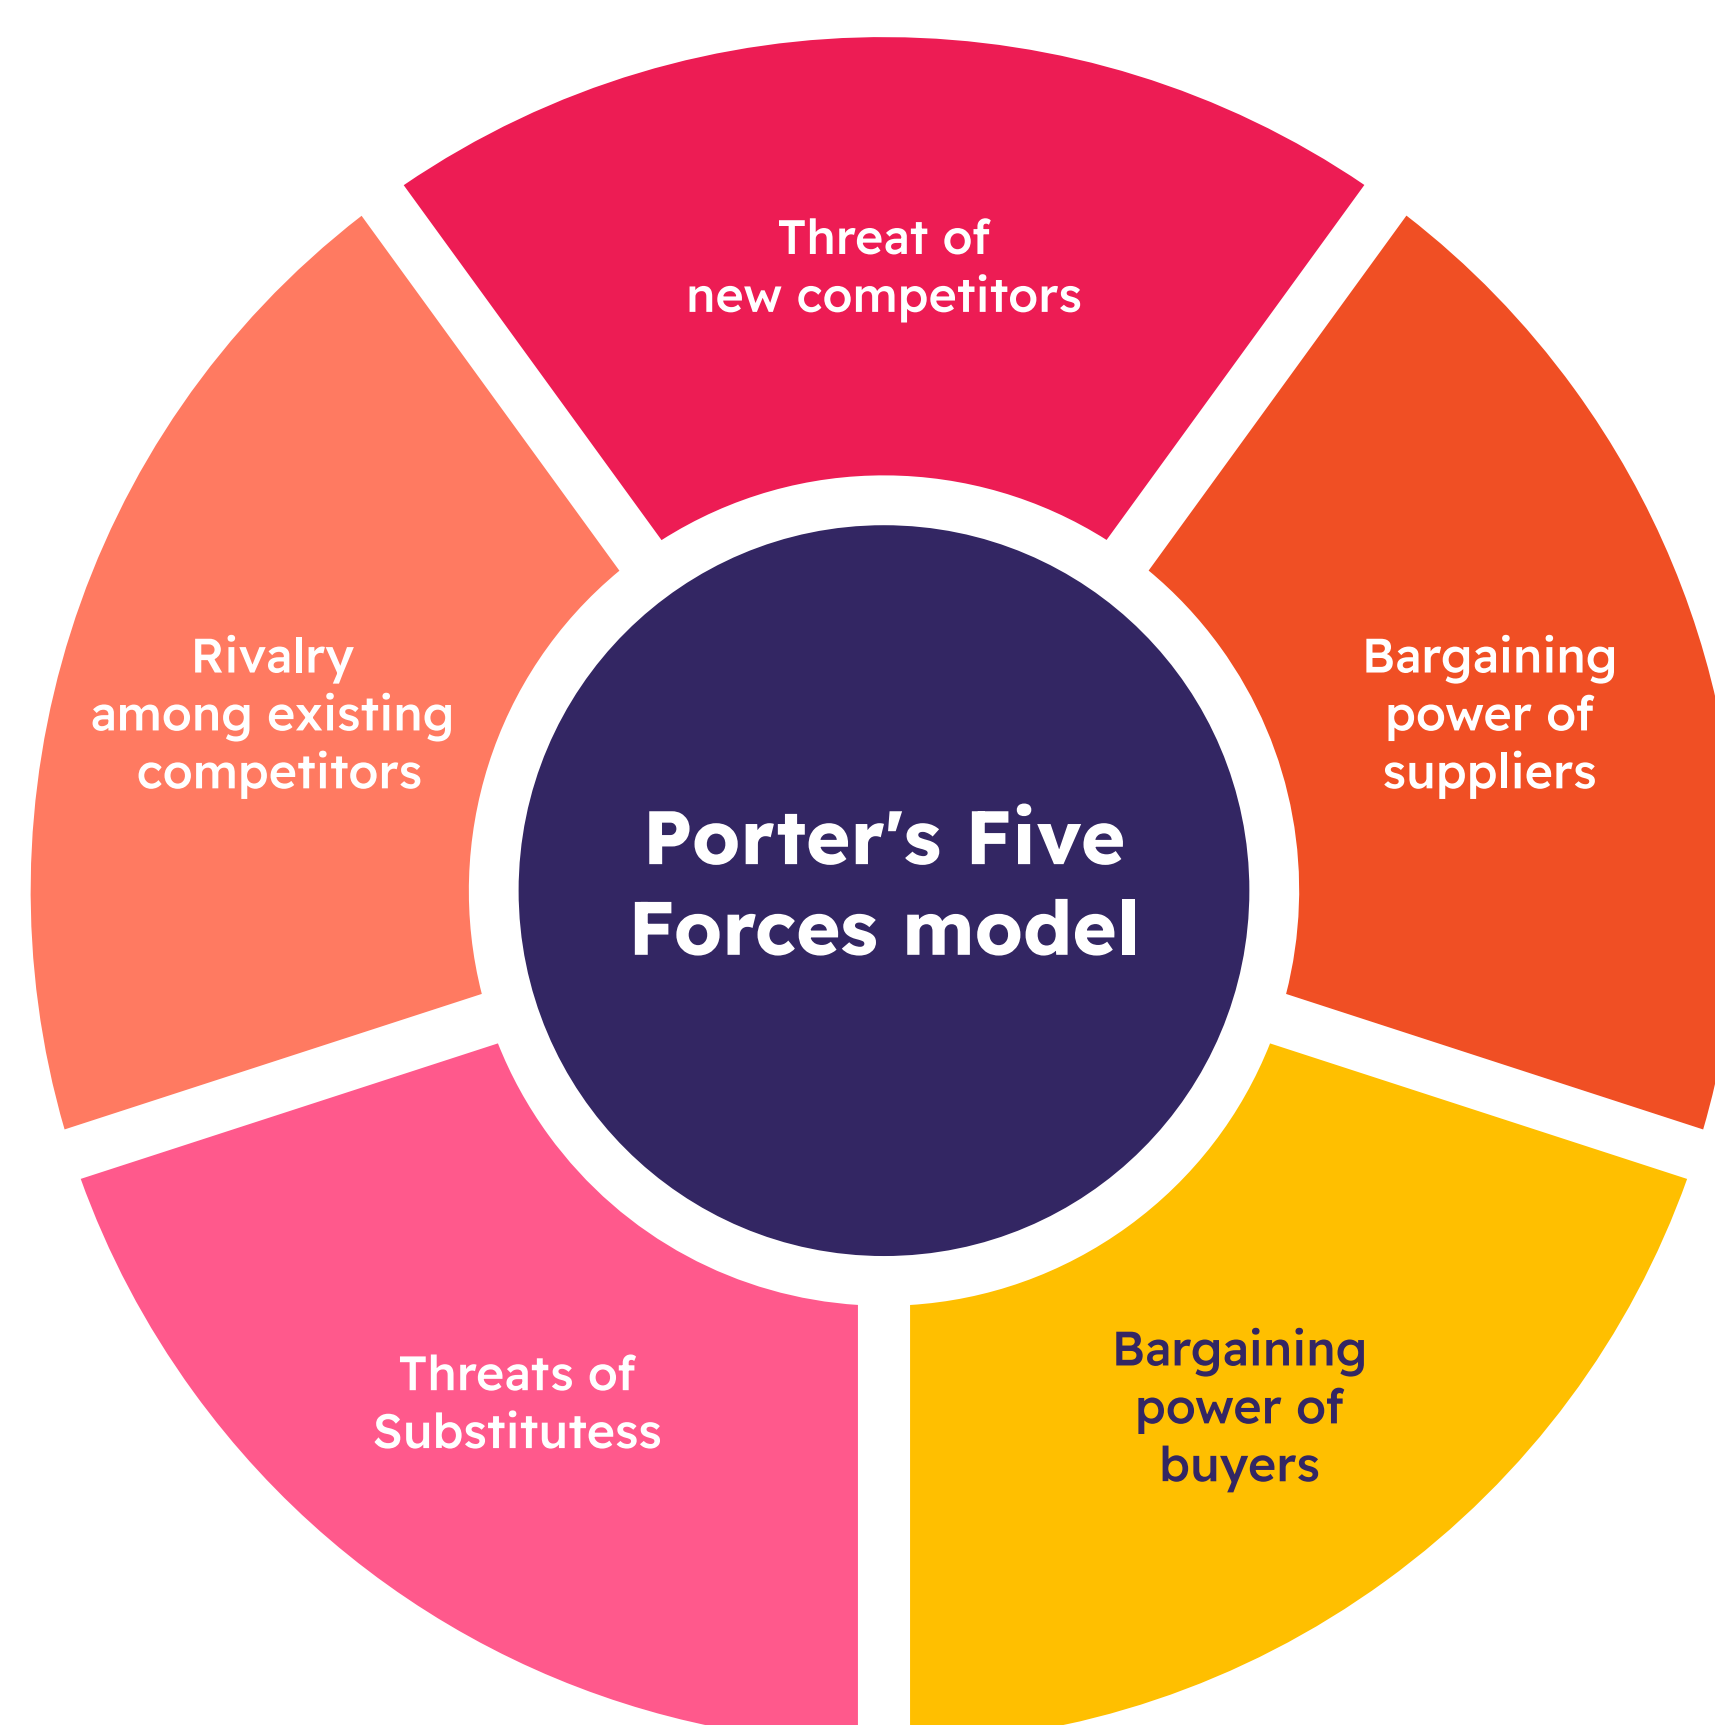 Threat of
new competitors
Rivalry
among existing
competitors
Bargaining
power of
suppliers
Porter's Five
Forces model
Threats of
Substitutess
Bargaining
power of
buyers